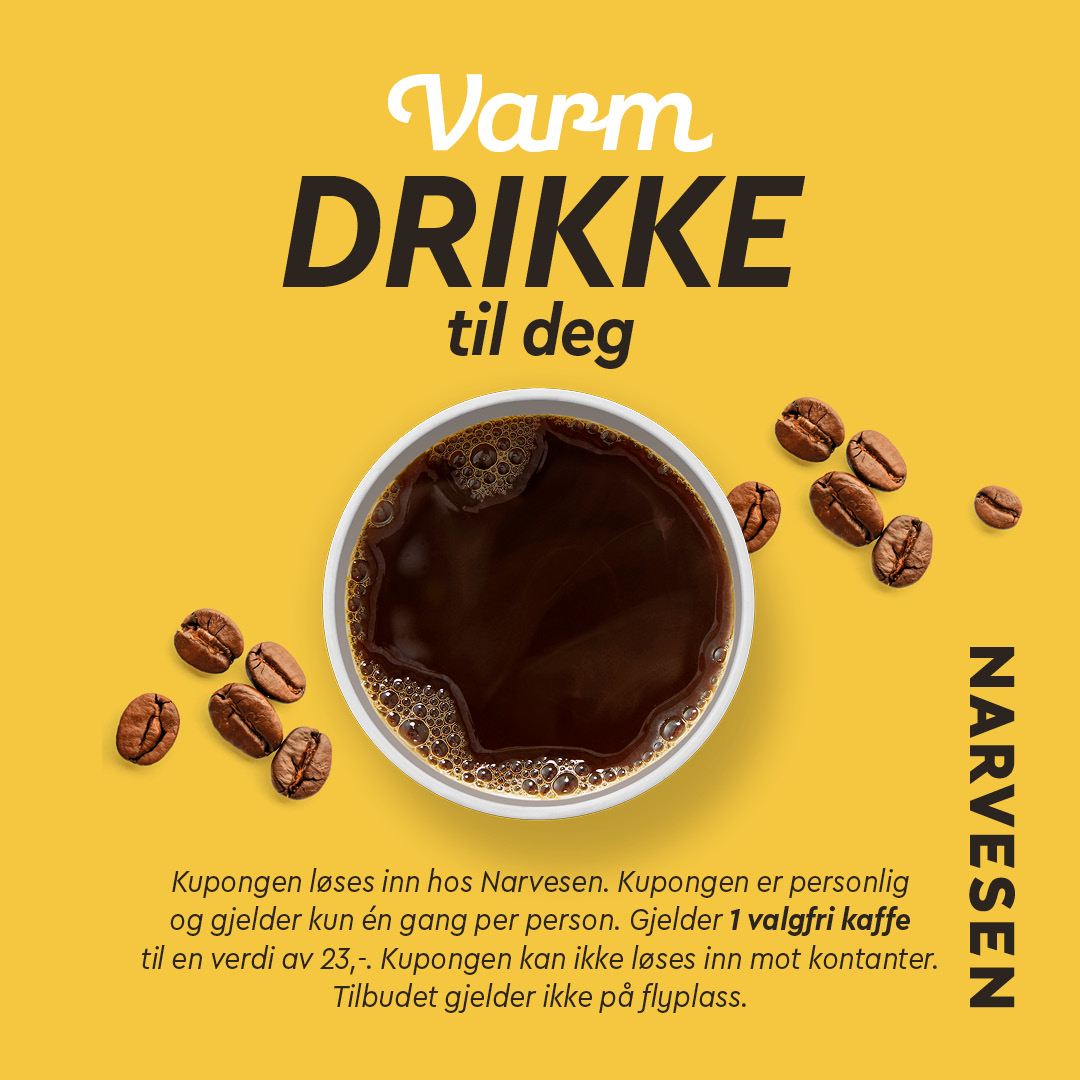 Varm
DRIKKE
til deg
Kupongen løses inn hos Narvesen. Kupongen er personlig
og gjelder kun én gang per person. Gjelder 1 valgfri kaffe
til en verdi av 23,-. Kupongen kan ikke løses inn mot kontanter.
Tilbudet gjelder ikke på flyplass.
NARVESEN